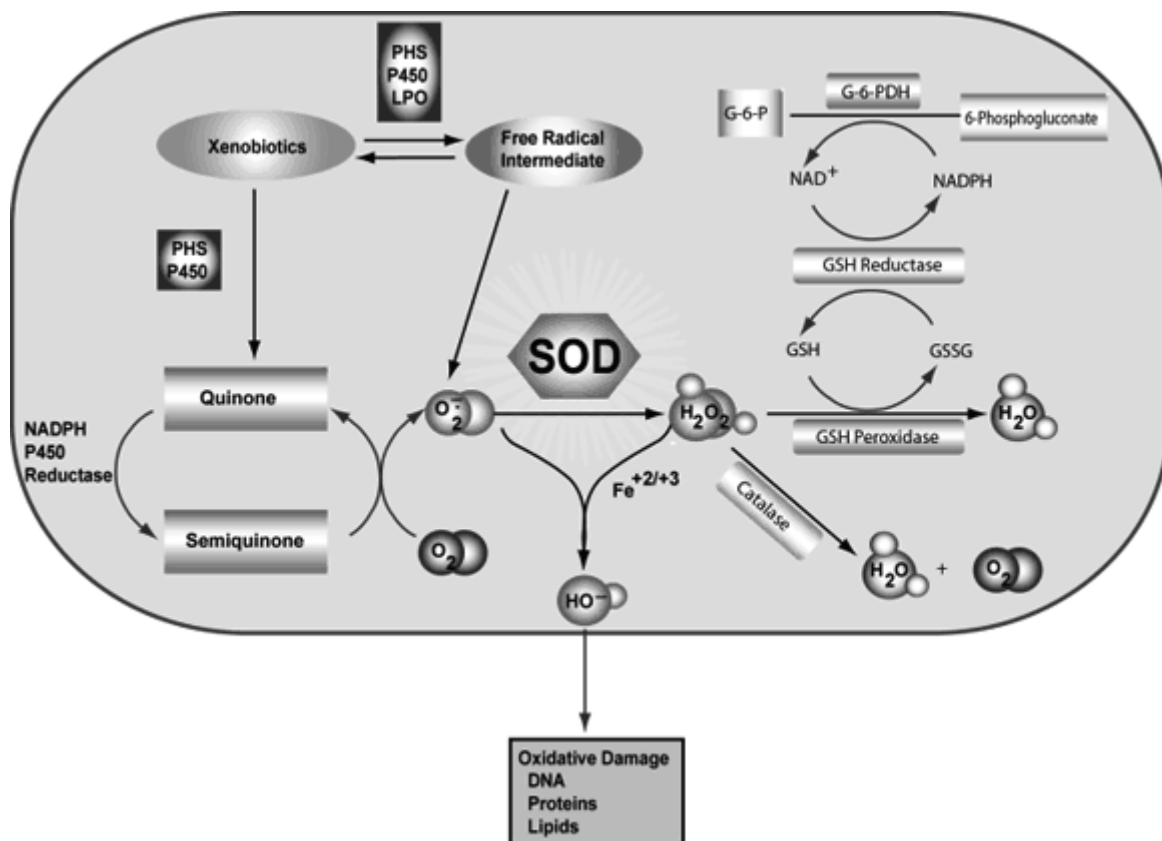 PHS
P450
LPO
G-6-PDH
G-6-P
6-Phosphogluconate
Xenobiotics
Free Radical
Intermediate
NAD+
NADPH
PHS
P450
GSH Reductase
SOD
GSH
GSSG
Quinone
O2−
H2O2
H2O
NADPH
P450
Reductase
GSH Peroxidase
Fe+2/+3
Catalase
Semiquinone
O2
H2O + O2
HO−
Oxidative Damage
DNA
Proteins
Lipids